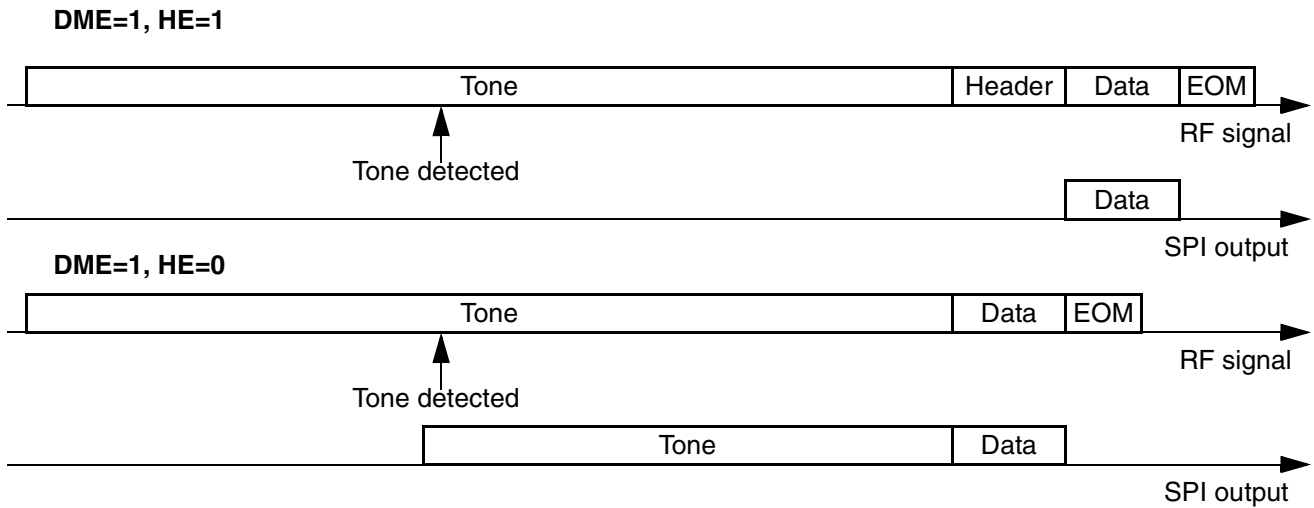 DME=1, HE=1
Tone Header Data EOM
RF signal
Tone detected
Data
SPI output
DME=1, HE=0
Tone Data EOM
RF signal
Tone detected
Tone Data
SPI output